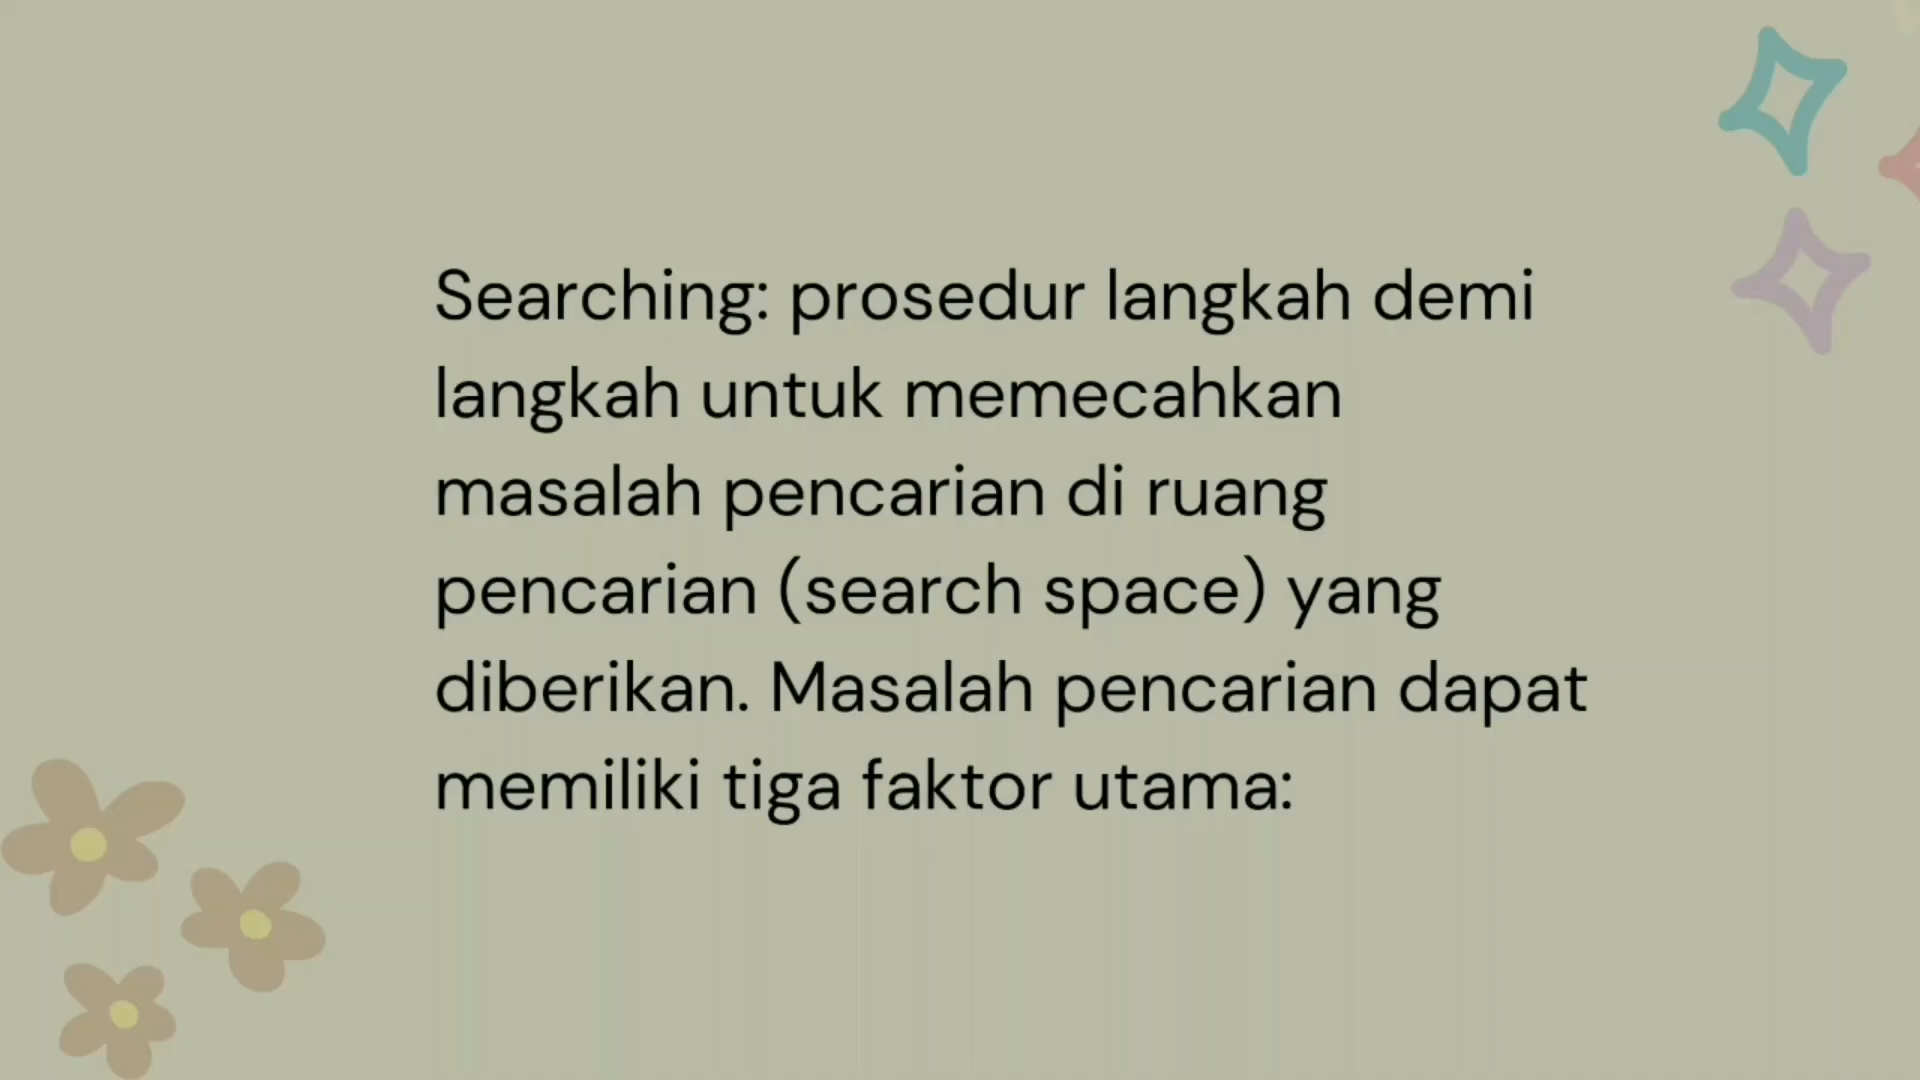 Searching: prosedur langkah demi
langkah untuk memecahkan
masalah pencarian di ruang
pencarian (search space) yang
diberikan. Masalah pencarian dapat
memiliki tiga faktor utama: